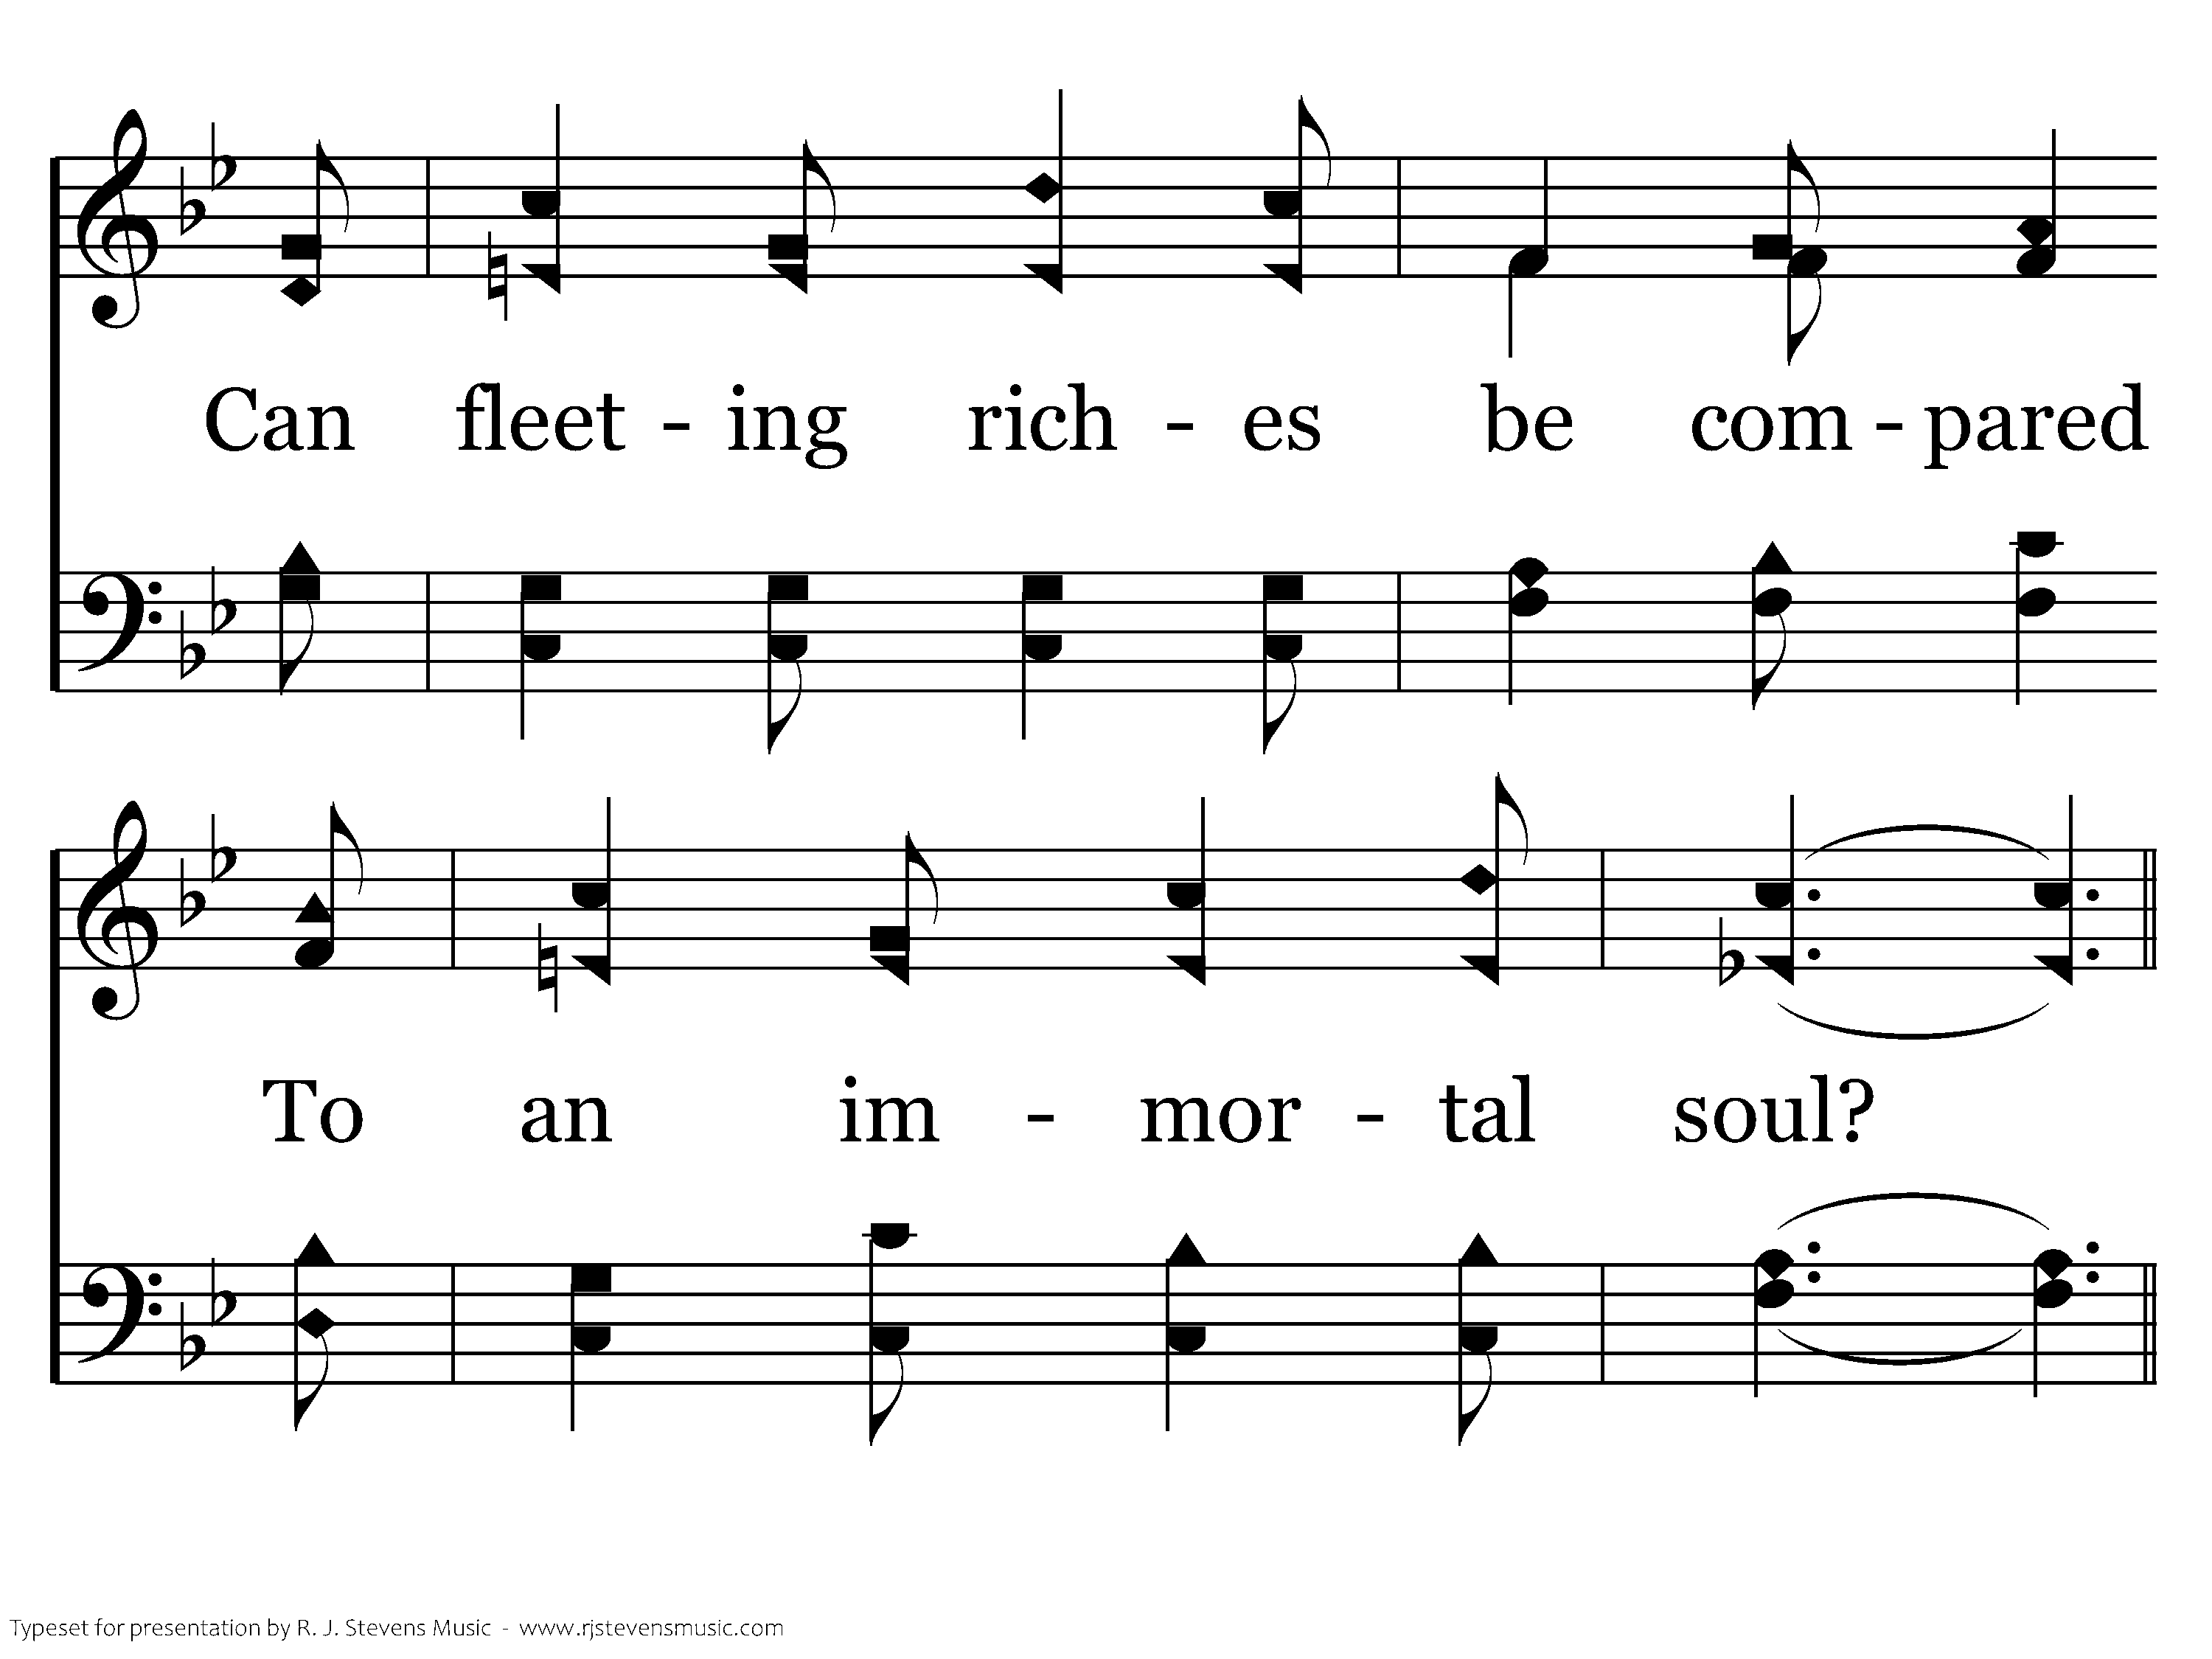 Can fleet - ing rich - es be com - pared
To an im - mor - tal soul?
Typeset for presentation by R. J. Stevens Music - www.rjstevensmusic.com